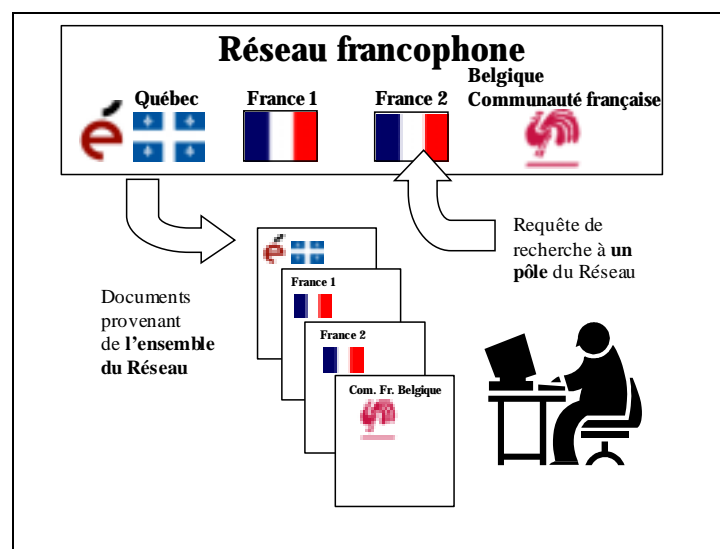 Réseau francophone
é
Québec
France 1
France 2
Belgique
Communauté française
Requête de
recherche à un
pôle du Réseau
Documents
provenant
de l'ensemble
du Réseau
é
France 1
France 2
Com. Fr. Belgique